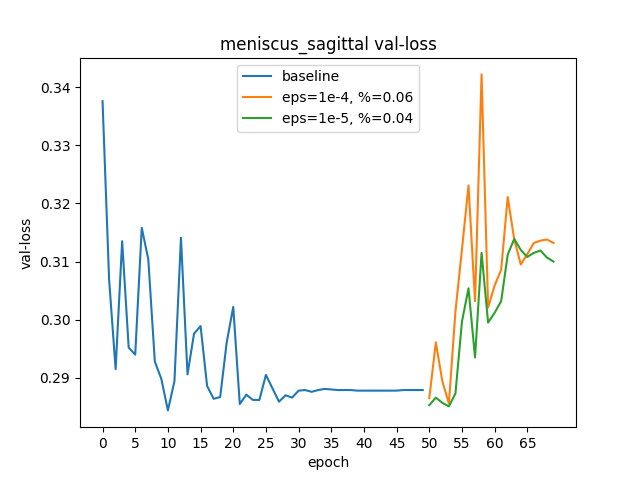 meniscus_sagittal val-loss
baseline
eps=1e-4, %=0.06
eps=1e-5, %=0.04
0.34
0.33
0.32
0.31
0.30
0.29
val-loss
0 5 10 15 20 25 30 35 40 45 50 55 60 65
epoch